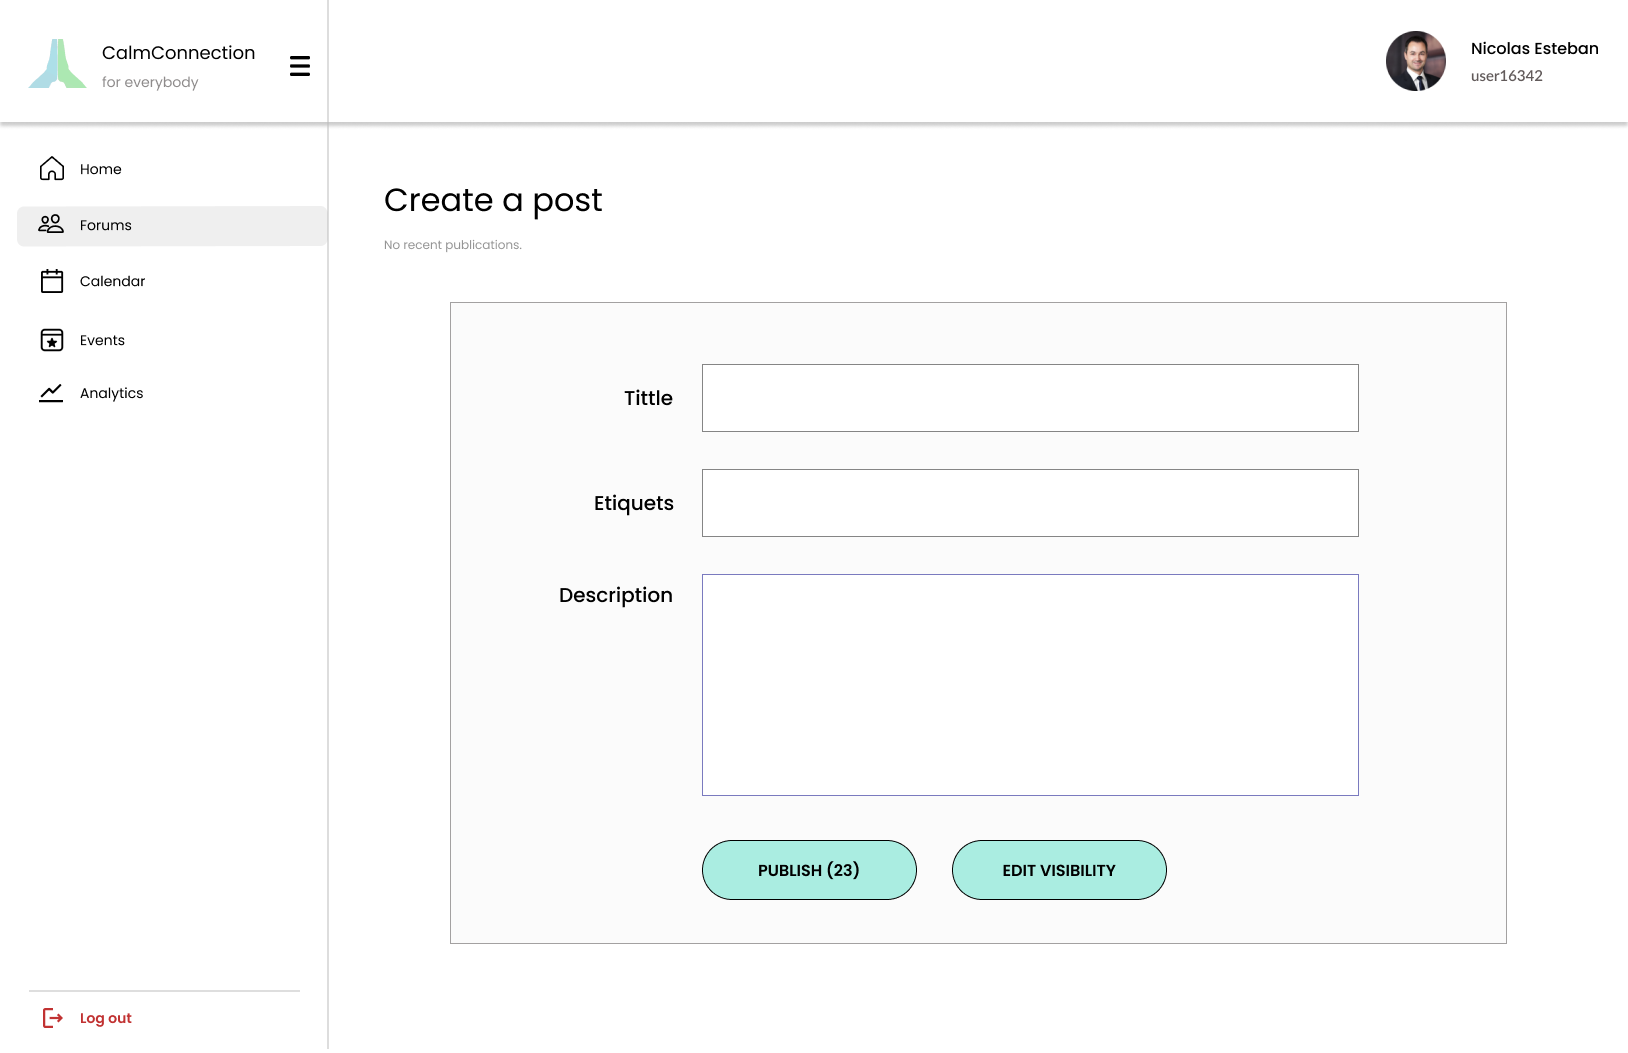 CalmConnection
for everybody
Nicolas Esteban
user16342
Home
Forums
Calendar
Events
Analytics
Log out
Create a post
No recent publications.
Tittle
Etiquets
Description
PUBLISH (23)
EDIT VISIBILITY